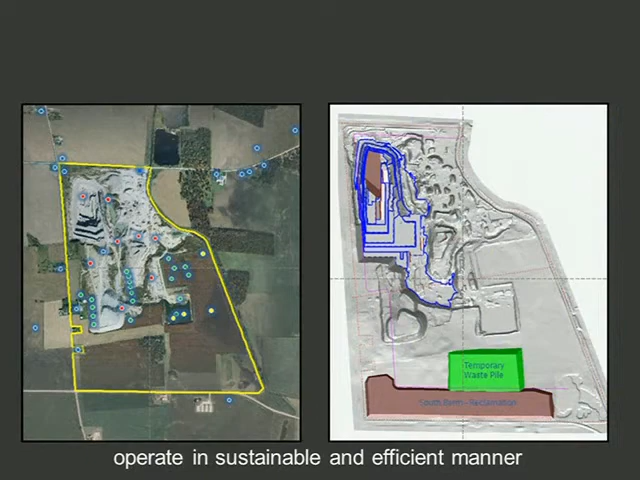 Temporary
Waste Pile
South Berm - Reclamation
operate in sustainable and efficient manner